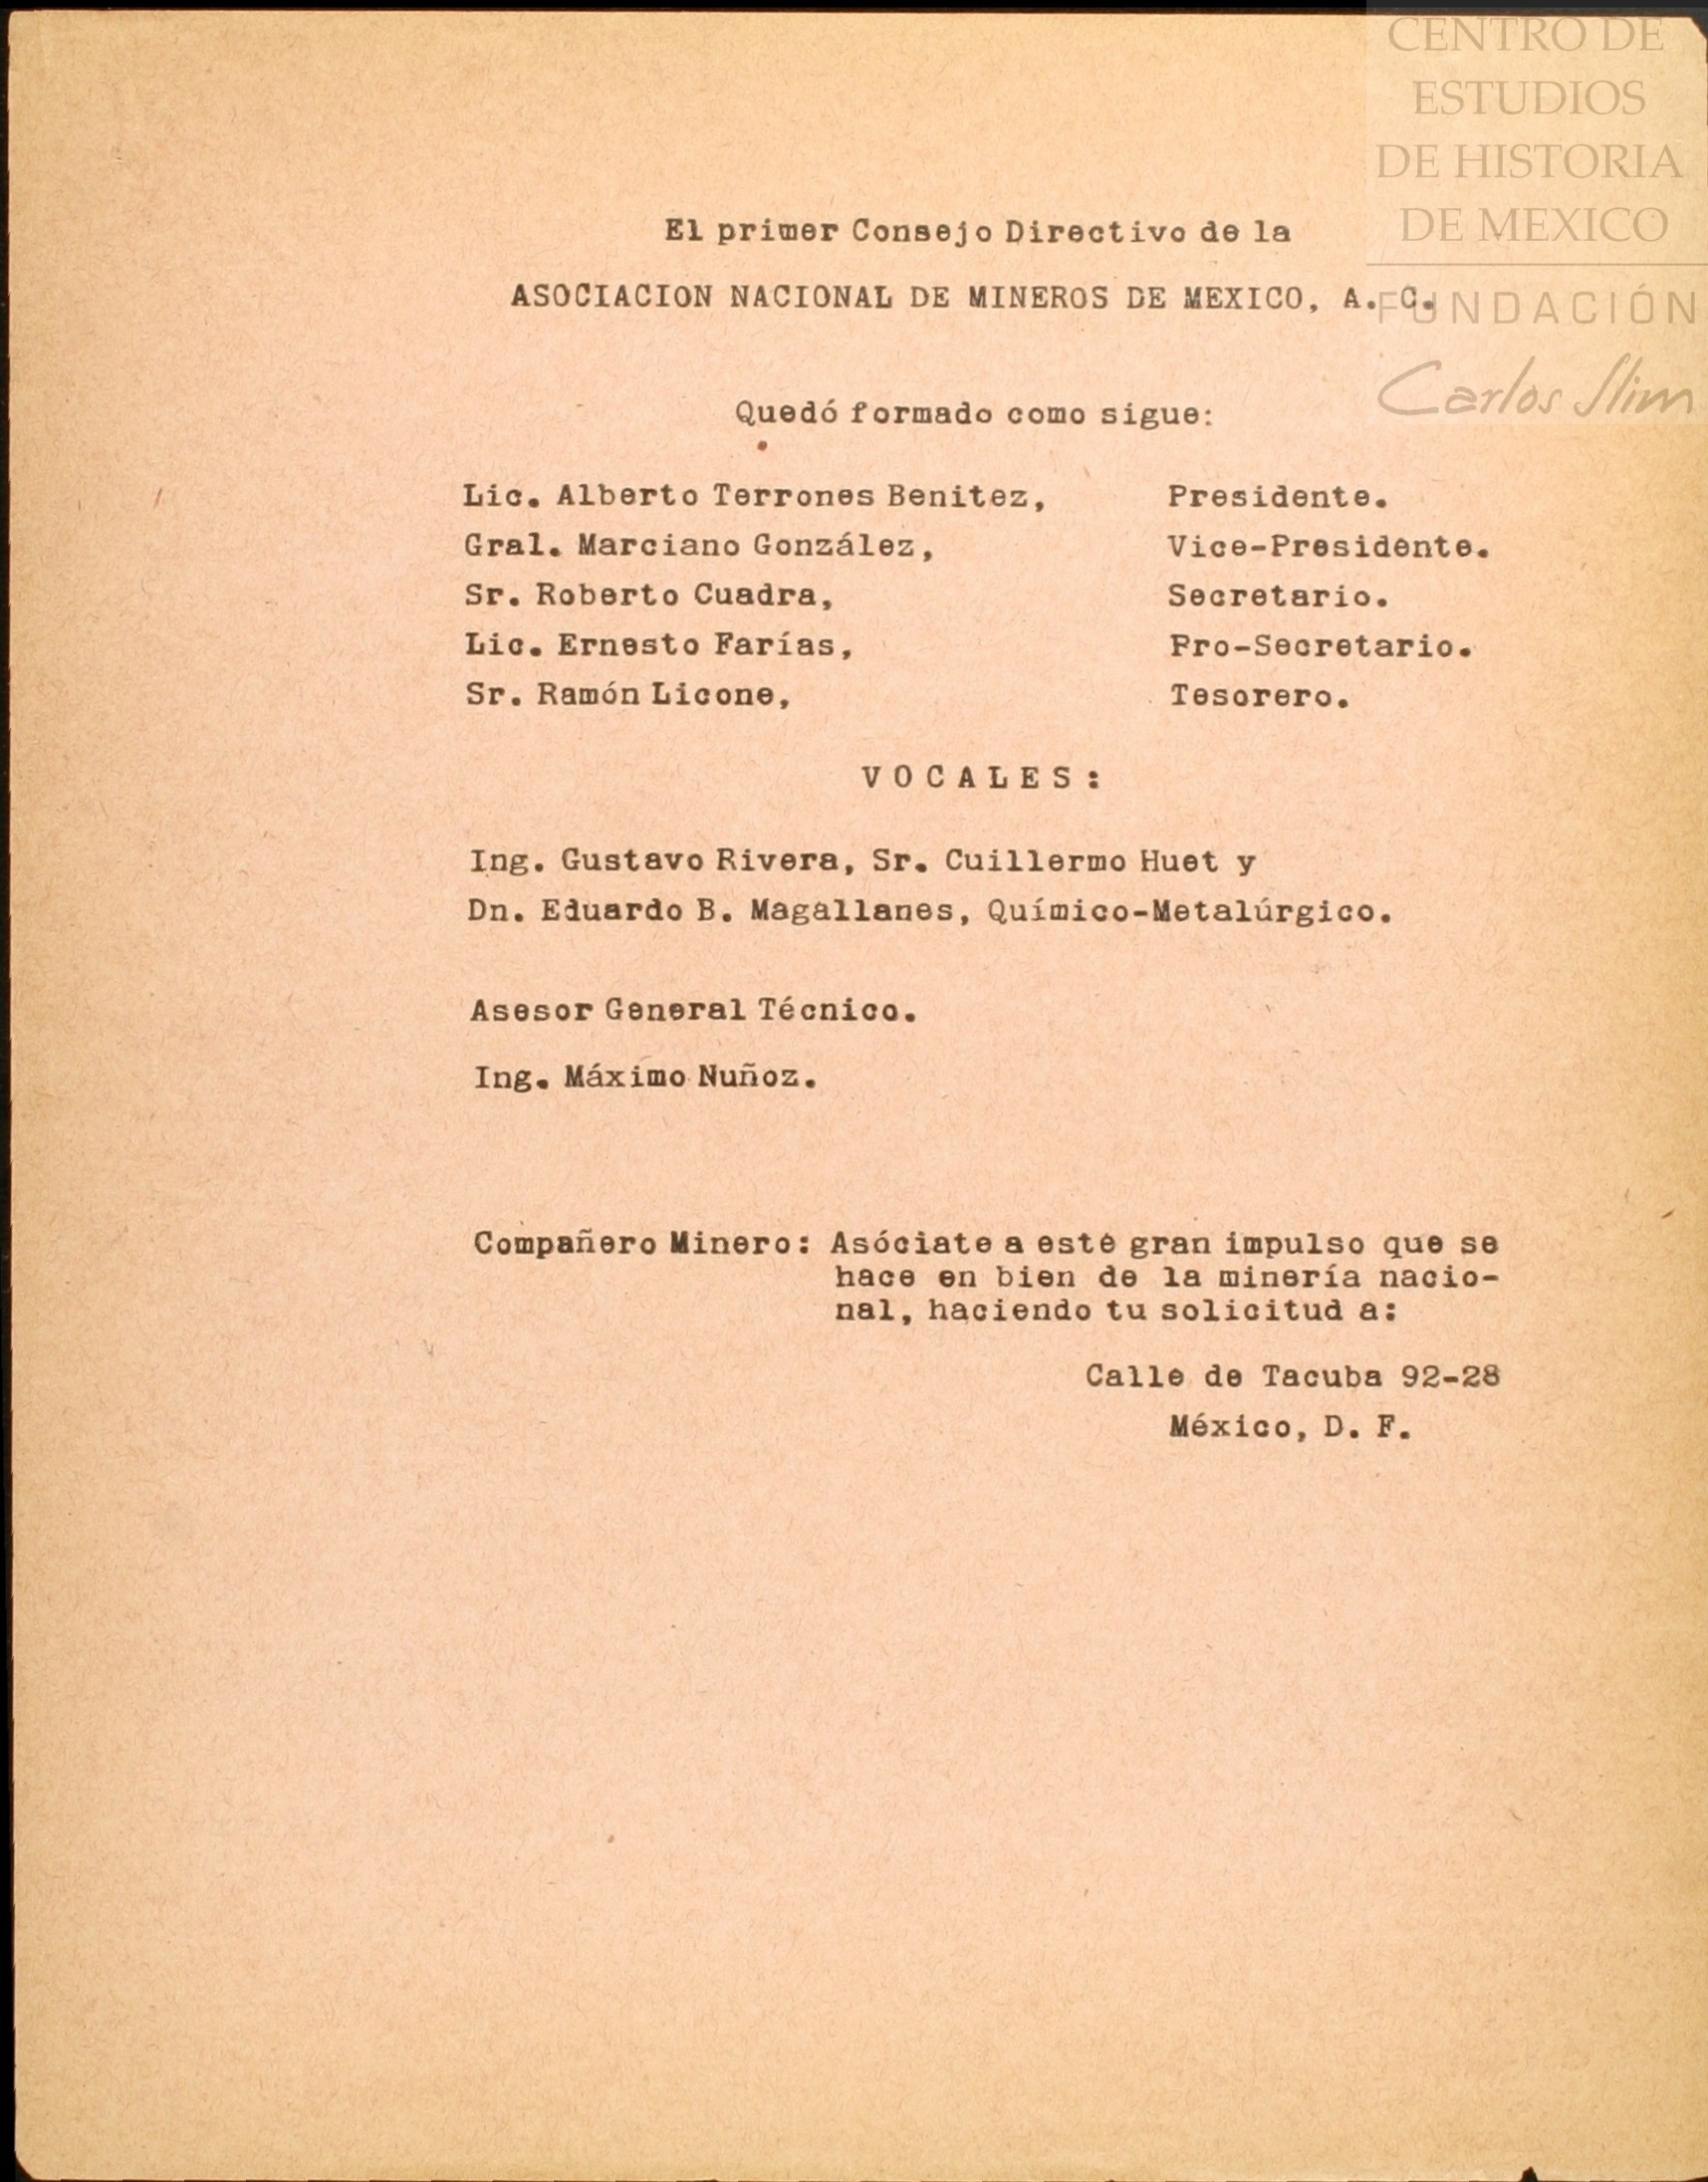 CENTRO DE
ESTUDIOS
DE HISTORIA
DE MEXICO
FUNDACIÓN
Carlos Slim
El primer Consejo Directivo de la
ASOCIACION NACIONAL DE MINEROS DE MEXICO, A. C.
Quedó formado como sigue:
Lic. Alberto Terrones Benitez, Presidente.
Gral. Marciano González, Vice-Presidente.
Sr. Roberto Cuadra, Secretario.
Lic. Ernesto Farías, Pro-Secretario.
Sr. Ramón Licone, Tesorero.
V O C A L E S :
Ing. Gustavo Rivera, Sr. Cuillermo Huet y
Dn. Eduardo B. Magallanes, Químico-Metalúrgico.
Asesor General Técnico.
Ing. Máximo Nuñoz.
Compañero Minero: Asóciate a este gran impulso que se
hace en bien de la minería nacio-
nal, haciendo tu solicitud a:
Calle de Tacuba 92-28
México, D. F.